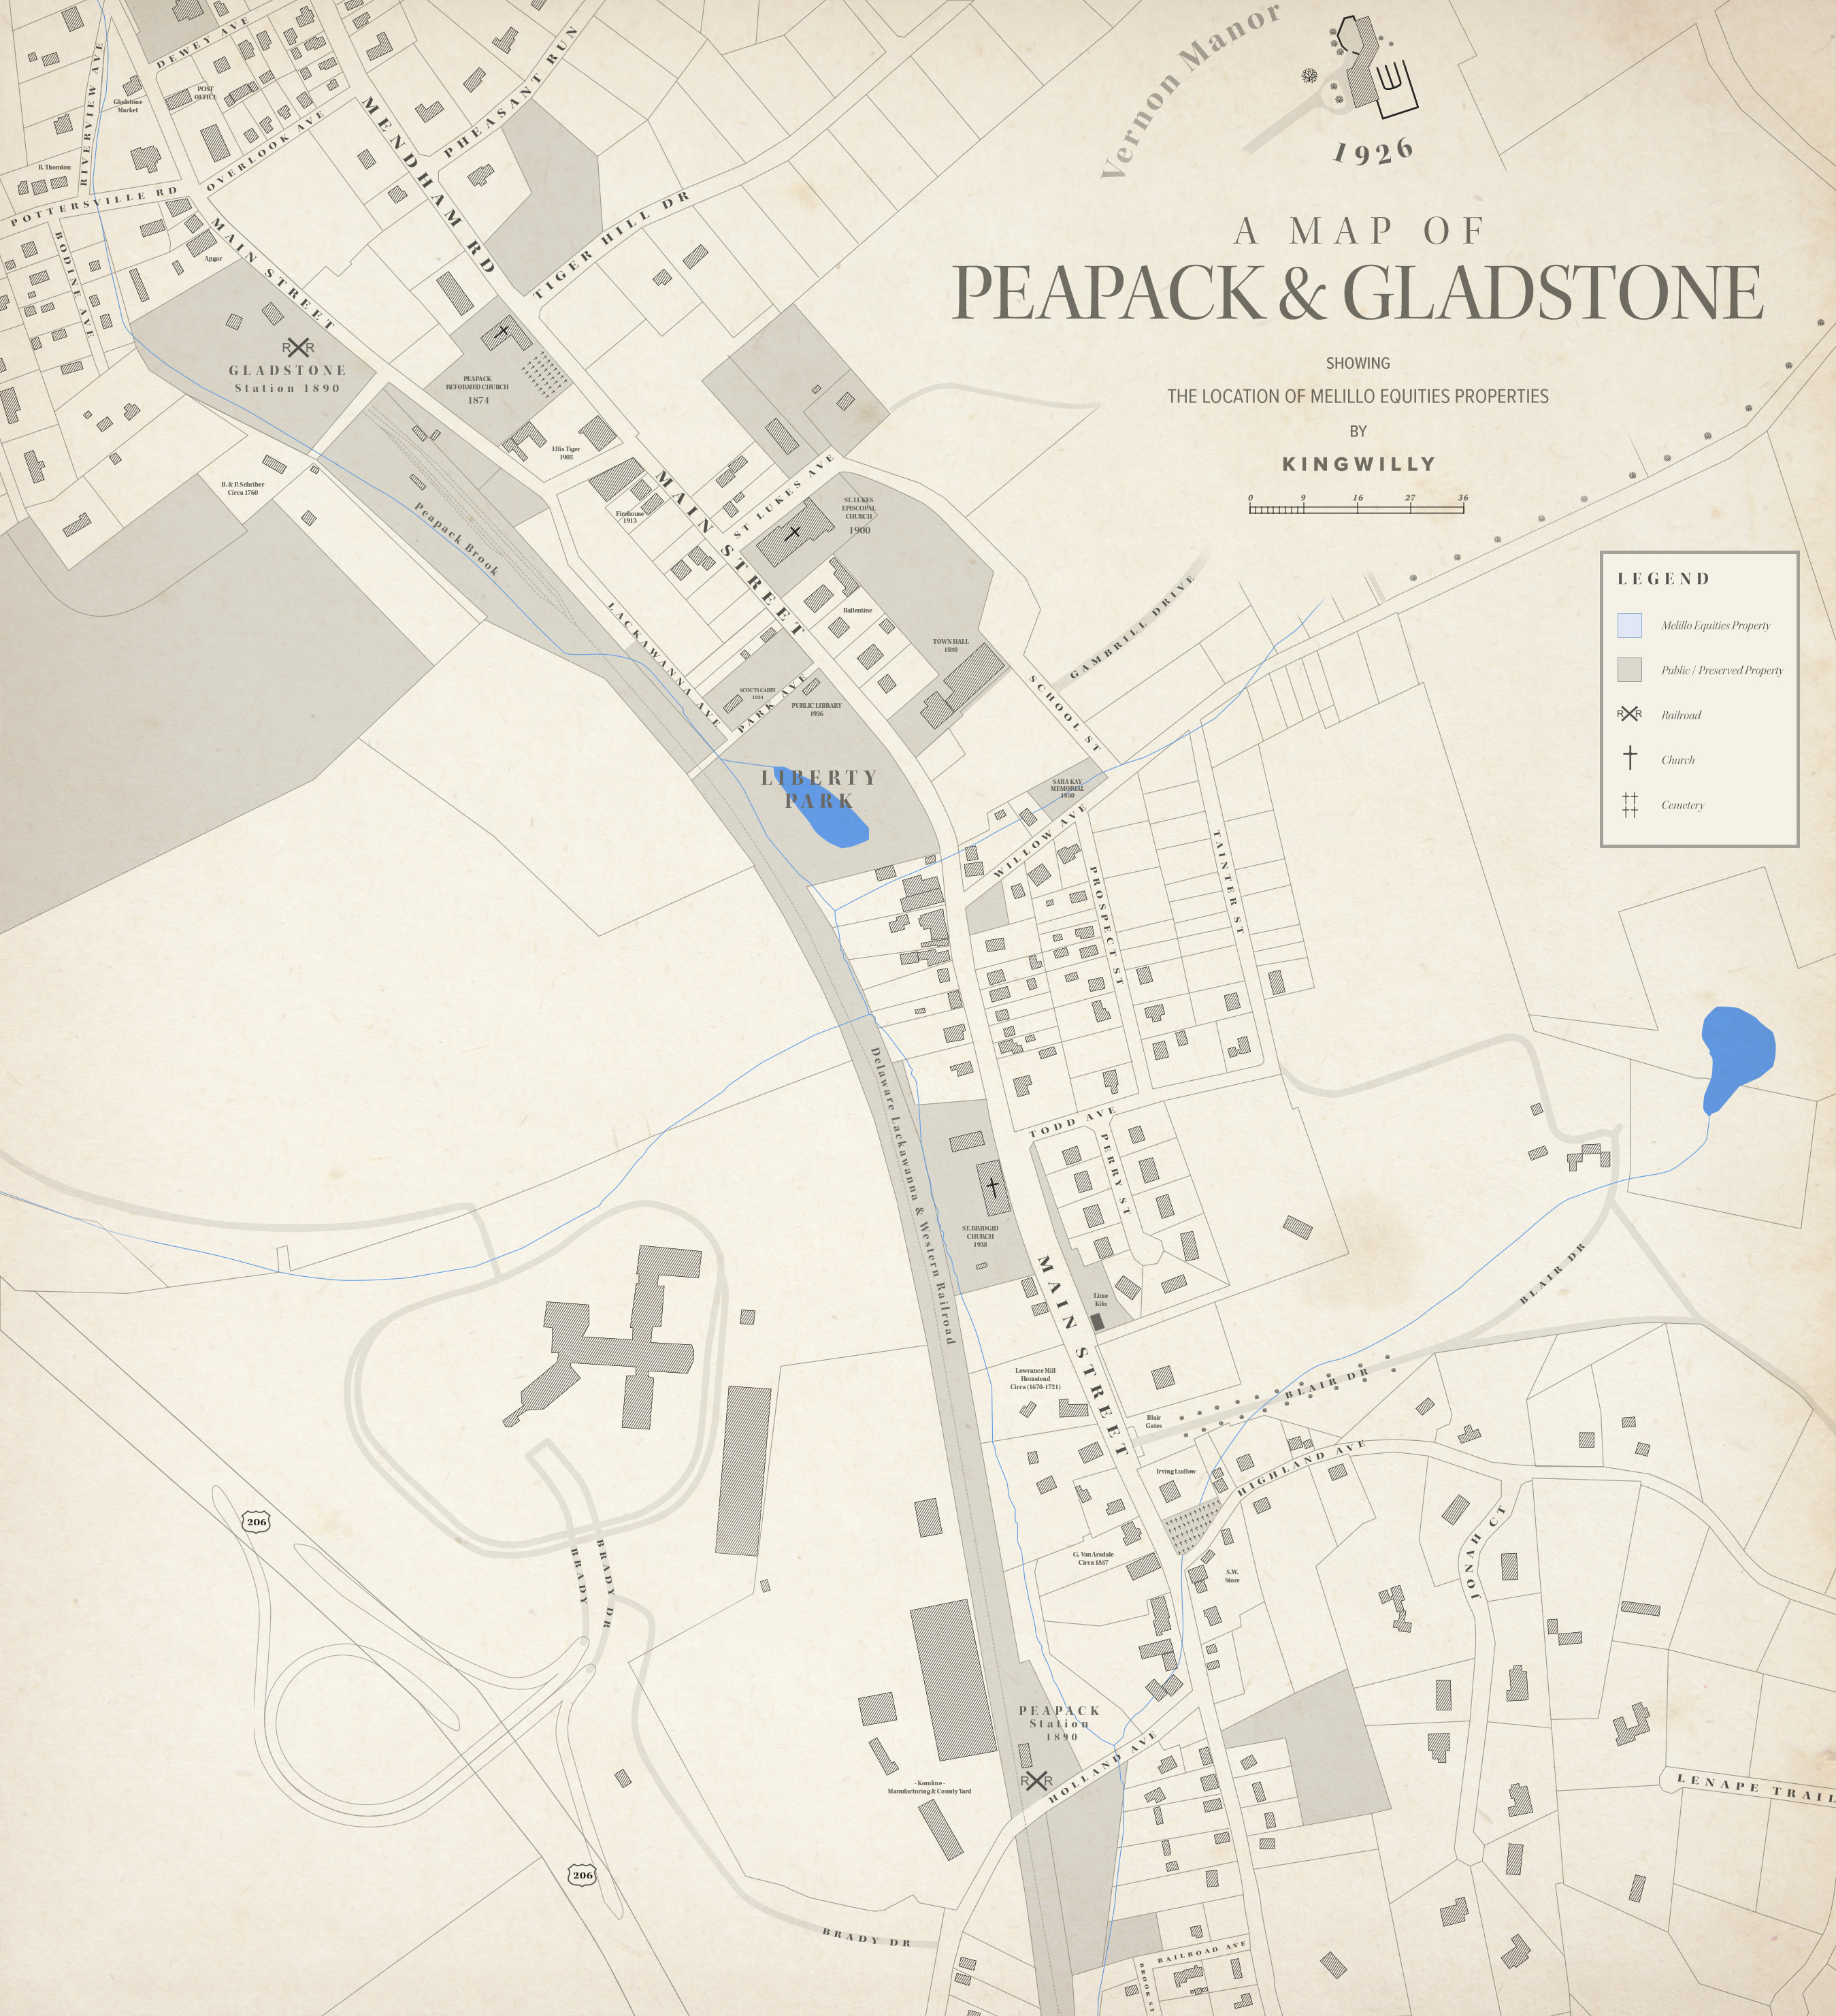 Vernon Manor
1926
A MAP OF
PEAPACK & GLADSTONE
SHOWING
THE LOCATION OF MELILLO EQUITIES PROPERTIES
BY
KINGWILLY
0 9 16 27 36
LEGEND
Melillo Equities Property
Public / Preserved Property
R R Railroad
Church
Cemetery
DEWEY AVE
RIVERVIEW AVE
Gladstone
Market
POST
OFFICE
OVERLOOK AVE
MENDHAM RD
PHEASANT RUN
B. Thomton
POTTERSVILLE RD
BODINE AVE
MAIN STREET
Apgar
TIGER HILL DR
R R
GLADSTONE
Station 1890
PEAPACK
REFORMED CHURCH
1874
Ellis Tiger
1905
B. & P. Schriber
Circa 1760
Peapack Brook
Firehouse
1913
MAIN STREET
ST LUKES AVE
ST. LUKES
EPISCOPAL
CHURCH
1900
Ballentine
TOWN HALL
1850
LACKAWANNA AVE
SCOUTS CABIN
1934
PARK AVE
PUBLIC LIBRARY
1936
GAMBRILL DRIVE
SCHOOL ST
LIBERTY
PARK
SARA KAY
MEMORIAL
1850
WILLOW AVE
PROSPECT ST
TAINTER ST
Delaware Lackawanna & Western Railroad
TODD AVE
PERRY ST
ST. BRIDGID
CHURCH
1938
MAIN STREET
Lime
Kiln
BLAIR DR
Lowrance Mill
Homstead
Circa (1670-1721)
BLAIR DR
Blair
Gates
Irving Ludlow
HIGHLAND AVE
206
BRADY
BRADY DR
G. Van Arsdale
Circa 1857
S.W.
Store
JONAH CT
PEAPACK
Station
1890
R R
HOLLAND AVE
- Komline -
Manufacturing & County Yard
LENAPE TRAIL
206
BRADY DR
RAILROAD AVE
BROOK ST